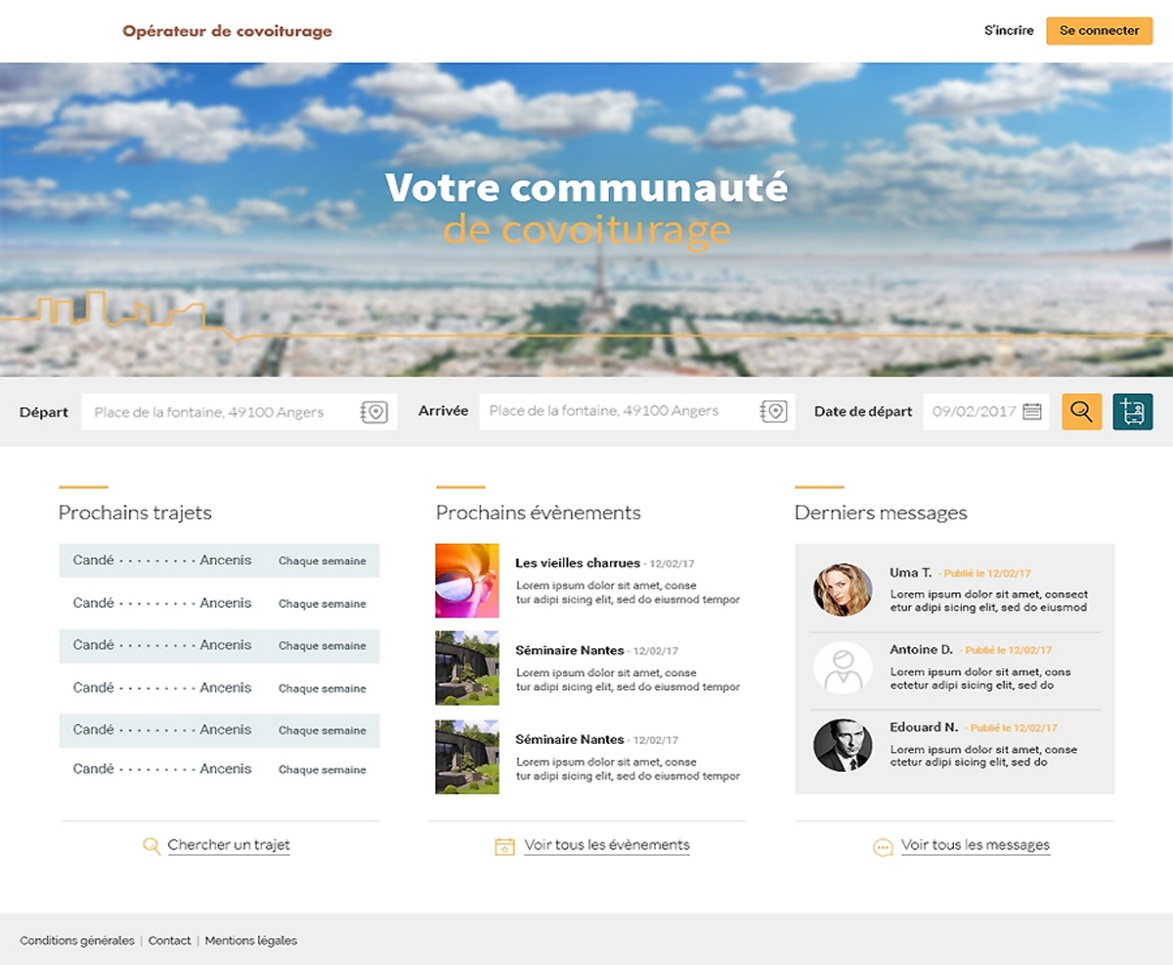 Opérateur de covoiturage
S'incrire
Se connecter
Votre communauté
de covoiturage
Départ
Place de la fontaine, 49100 Angers
Arrivée
Place de la fontaine, 49100 Angers
Date de départ
09/02/2017
Prochains trajets
Candé ········· Ancenis Chaque semaine
Candé ········· Ancenis Chaque semaine
Candé ········· Ancenis Chaque semaine
Candé ········· Ancenis Chaque semaine
Candé ········· Ancenis Chaque semaine
Candé ········· Ancenis Chaque semaine
Chercher un trajet
Prochains évènements
Les vieilles charrues - 12/02/17
Lorem ipsum dolor sit amet, conse
tur adipi sicing elit, sed do eiusmod tempor
Séminaire Nantes - 12/02/17
Lorem ipsum dolor sit amet, conse
tur adipi sicing elit, sed do eiusmod tempor
Séminaire Nantes - 12/02/17
Lorem ipsum dolor sit amet, conse
tur adipi sicing elit, sed do eiusmod tempor
Voir tous les évènements
Derniers messages
Uma T. - Publié le 12/02/17
Lorem ipsum dolor sit amet, consect
etur adipi sicing elit, sed do eiusmod
Antoine D. - Publié le 12/02/17
Lorem ipsum dolor sit amet, cons
ectetur adipi sicing elit, sed do
Edouard N. - Publié le 12/02/17
Lorem ipsum dolor sit amet, conse
ctetur adipi sicing elit, sed do
Voir tous les messages
Conditions générales | Contact | Mentions légales